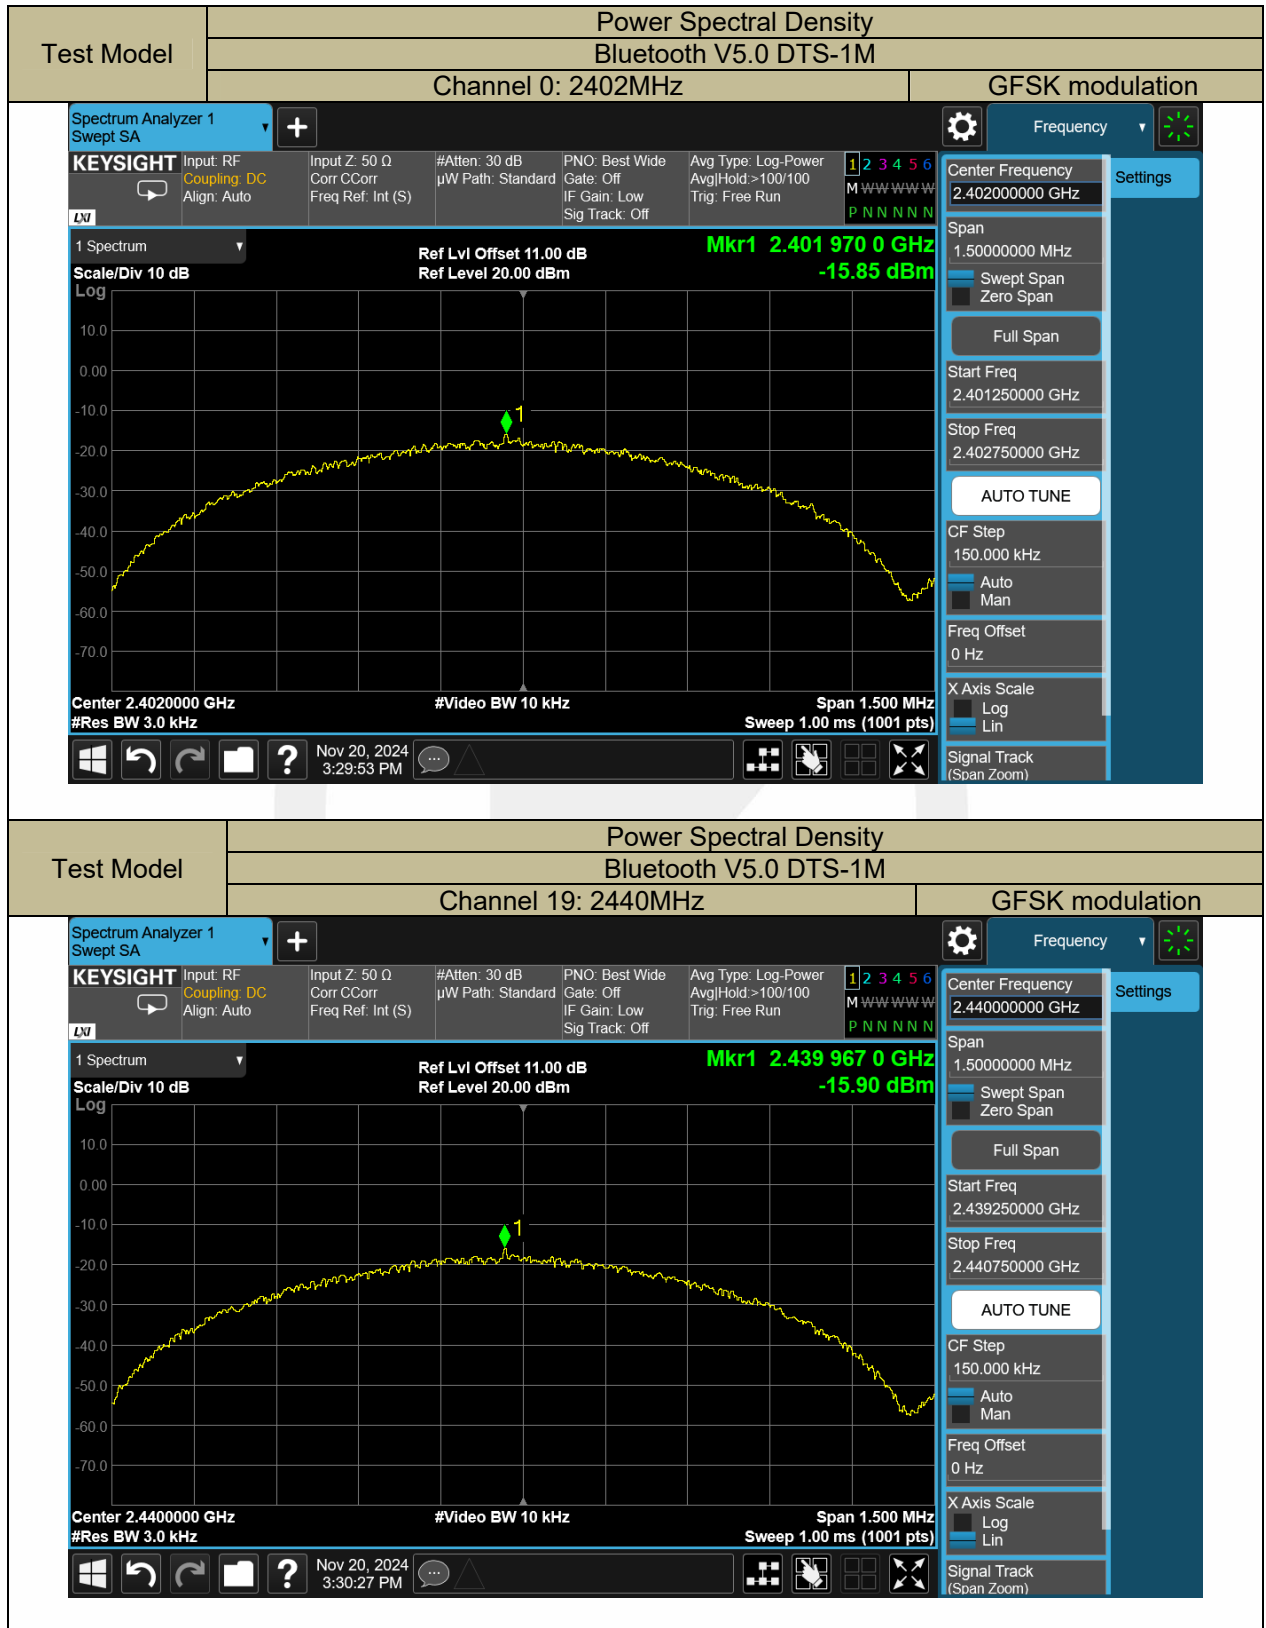 Test Model
Power Spectral Density
Bluetooth V5.0 DTS-1M
Channel 0: 2402MHz GFSK modulation
Spectrum Analyzer 1
Swept SA
Frequency
KEYSIGHT
LXI
Input: RF
Coupling: DC
Align: Auto
Input Z: 50 Ω
Corr CCorr
Freq Ref: Int (S)
#Atten: 30 dB
µW Path: Standard
PNO: Best Wide
Gate: Off
IF Gain: Low
Sig Track: Off
Avg Type: Log-Power
Avg|Hold:>100/100
Trig: Free Run
1 2 3 4 5 6
M W W W W W
P N N N N N
1 Spectrum
Scale/Div 10 dB
Log
Ref Lvl Offset 11.00 dB
Ref Level 20.00 dBm
Mkr1 2.401 970 0 GHz
-15.85 dBm
10.0
0.00
-10.0
-20.0
-30.0
-40.0
-50.0
-60.0
-70.0
1
Center 2.4020000 GHz
#Res BW 3.0 kHz
#Video BW 10 kHz
Span 1.500 MHz
Sweep 1.00 ms (1001 pts)
Nov 20, 2024
3:29:53 PM
Center Frequency
2.402000000 GHz
Span
1.50000000 MHz
Swept Span
Zero Span
Full Span
Start Freq
2.401250000 GHz
Stop Freq
2.402750000 GHz
AUTO TUNE
CF Step
150.000 kHz
Auto
Man
Freq Offset
0 Hz
X Axis Scale
Log
Lin
Signal Track
(Span Zoom)
Settings
Test Model
Power Spectral Density
Bluetooth V5.0 DTS-1M
Channel 19: 2440MHz GFSK modulation
Spectrum Analyzer 1
Swept SA
Frequency
KEYSIGHT
LXI
Input: RF
Coupling: DC
Align: Auto
Input Z: 50 Ω
Corr CCorr
Freq Ref: Int (S)
#Atten: 30 dB
µW Path: Standard
PNO: Best Wide
Gate: Off
IF Gain: Low
Sig Track: Off
Avg Type: Log-Power
Avg|Hold:>100/100
Trig: Free Run
1 2 3 4 5 6
M W W W W W
P N N N N N
1 Spectrum
Scale/Div 10 dB
Log
Ref Lvl Offset 11.00 dB
Ref Level 20.00 dBm
Mkr1 2.439 967 0 GHz
-15.90 dBm
10.0
0.00
-10.0
-20.0
-30.0
-40.0
-50.0
-60.0
-70.0
1
Center 2.4400000 GHz
#Res BW 3.0 kHz
#Video BW 10 kHz
Span 1.500 MHz
Sweep 1.00 ms (1001 pts)
Nov 20, 2024
3:30:27 PM
Center Frequency
2.440000000 GHz
Span
1.50000000 MHz
Swept Span
Zero Span
Full Span
Start Freq
2.439250000 GHz
Stop Freq
2.440750000 GHz
AUTO TUNE
CF Step
150.000 kHz
Auto
Man
Freq Offset
0 Hz
X Axis Scale
Log
Lin
Signal Track
(Span Zoom)
Settings